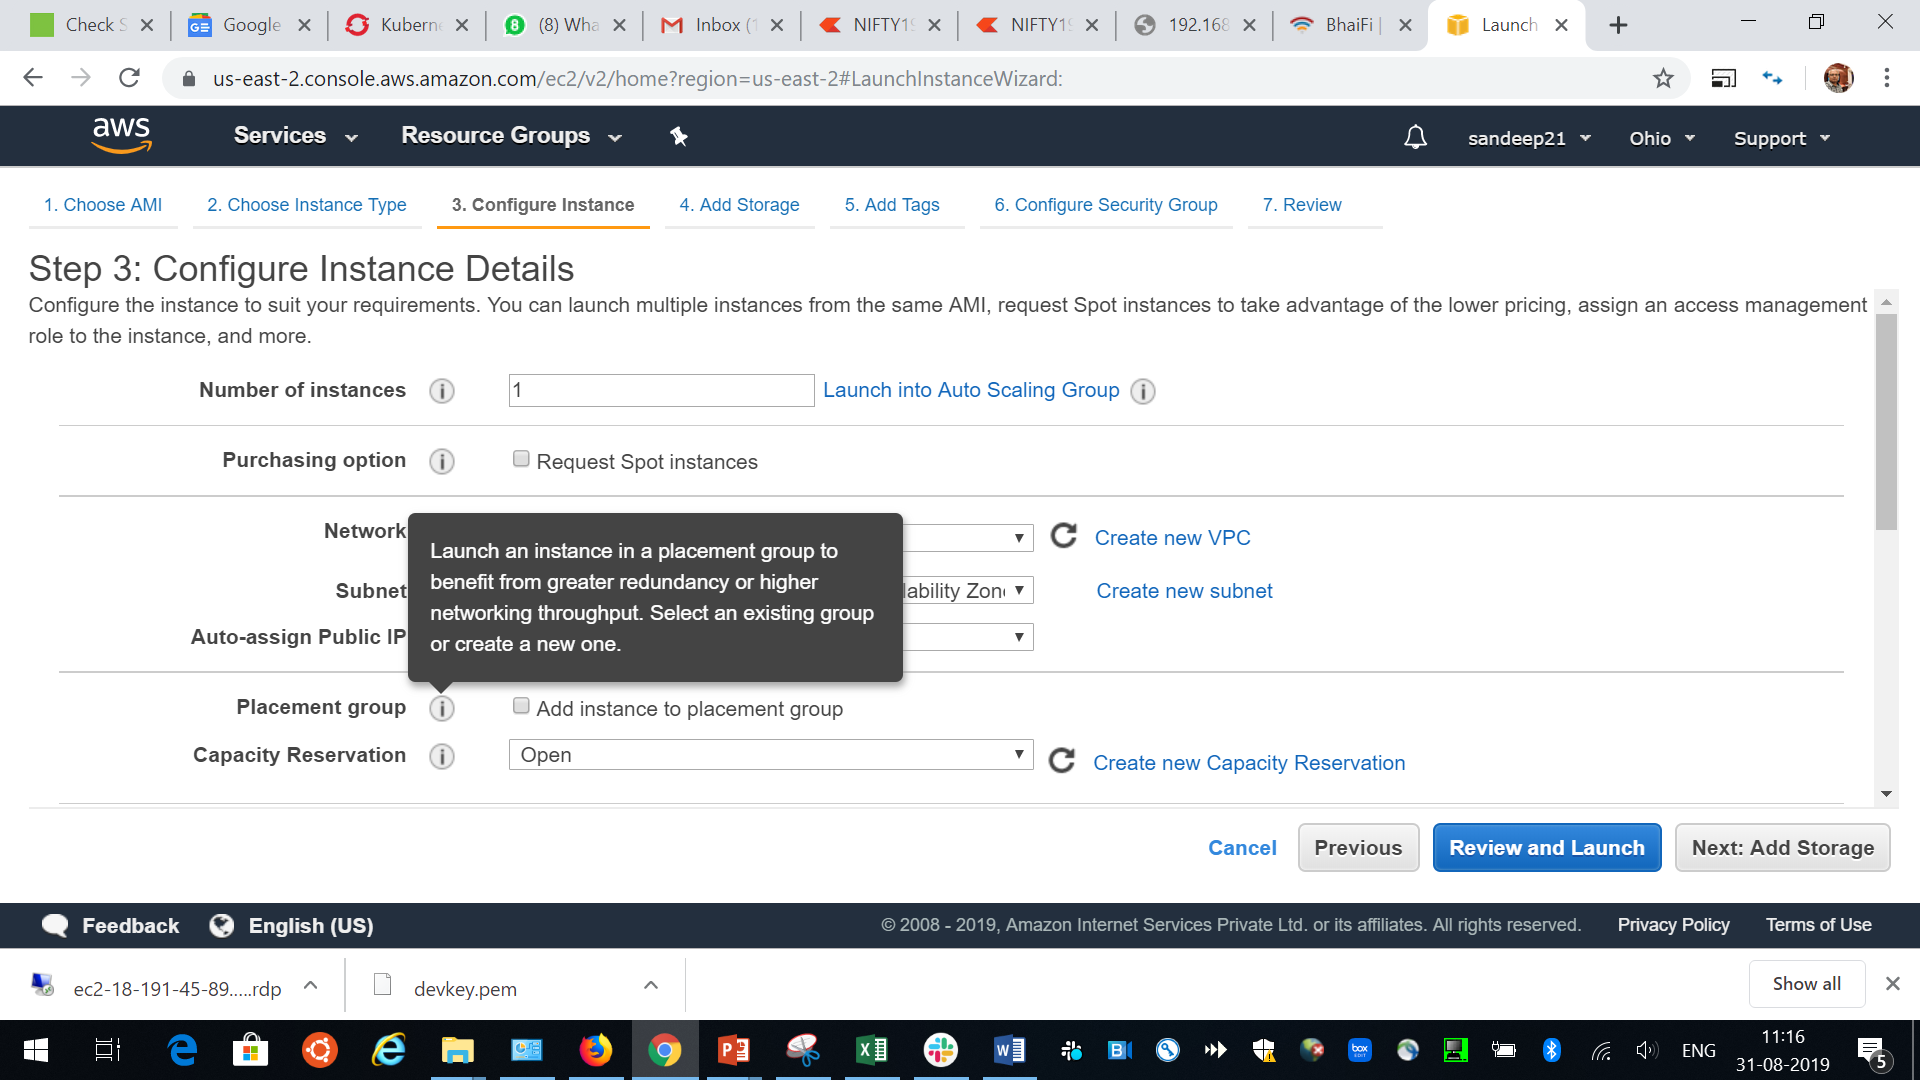 Check S
Google
Kubern
(8) Wha
Inbox (1
NIFTY19
NIFTY19
192.168
BhaiFi |
Launch
us-east-2.console.aws.amazon.com/ec2/v2/home?region=us-east-2#LaunchInstanceWizard:
aws
Services
Resource Groups
sandeep21
Ohio
Support
1. Choose AMI
2. Choose Instance Type
3. Configure Instance
4. Add Storage
5. Add Tags
6. Configure Security Group
7. Review
Step 3: Configure Instance Details
Configure the instance to suit your requirements. You can launch multiple instances from the same AMI, request Spot instances to take advantage of the lower pricing, assign an access management
role to the instance, and more.
Number of instances
1
Launch into Auto Scaling Group
Purchasing option
Request Spot instances
Network
Create new VPC
Launch an instance in a placement group to
benefit from greater redundancy or higher
networking throughput. Select an existing group
or create a new one.
Subnet
lability Zon
Create new subnet
Auto-assign Public IP
Placement group
Add instance to placement group
Capacity Reservation
Open
Create new Capacity Reservation
Cancel
Previous
Review and Launch
Next: Add Storage
Feedback
English (US)
© 2008 - 2019, Amazon Internet Services Private Ltd. or its affiliates. All rights reserved.
Privacy Policy
Terms of Use
ec2-18-191-45-89.....rdp
devkey.pem
Show all
ENG
11:16
31-08-2019
5